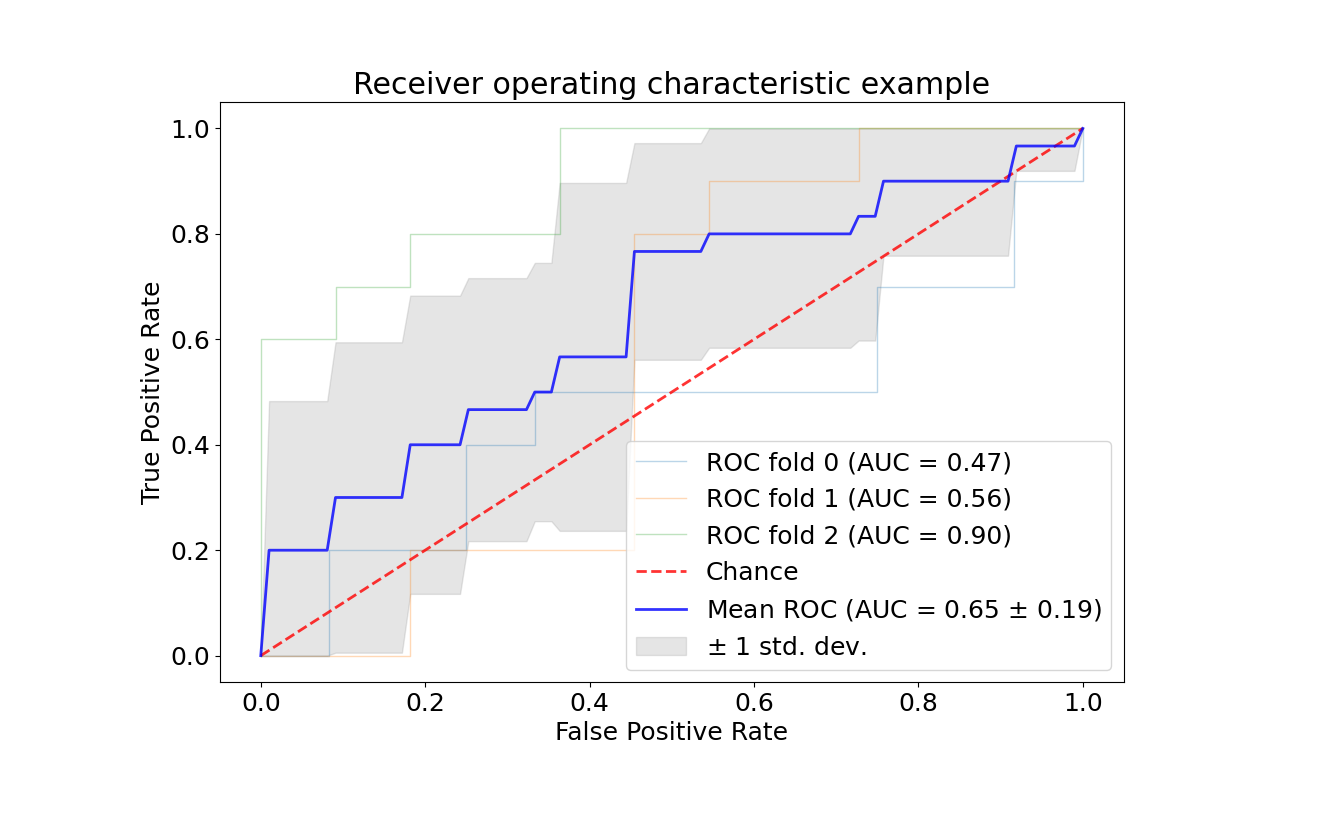 Receiver operating characteristic example
True Positive Rate
1.0
0.8
0.6
0.4
0.2
0.0
ROC fold 0 (AUC = 0.47)
ROC fold 1 (AUC = 0.56)
ROC fold 2 (AUC = 0.90)
Chance
Mean ROC (AUC = 0.65 ± 0.19)
± 1 std. dev.
0.0 0.2 0.4 0.6 0.8 1.0
False Positive Rate